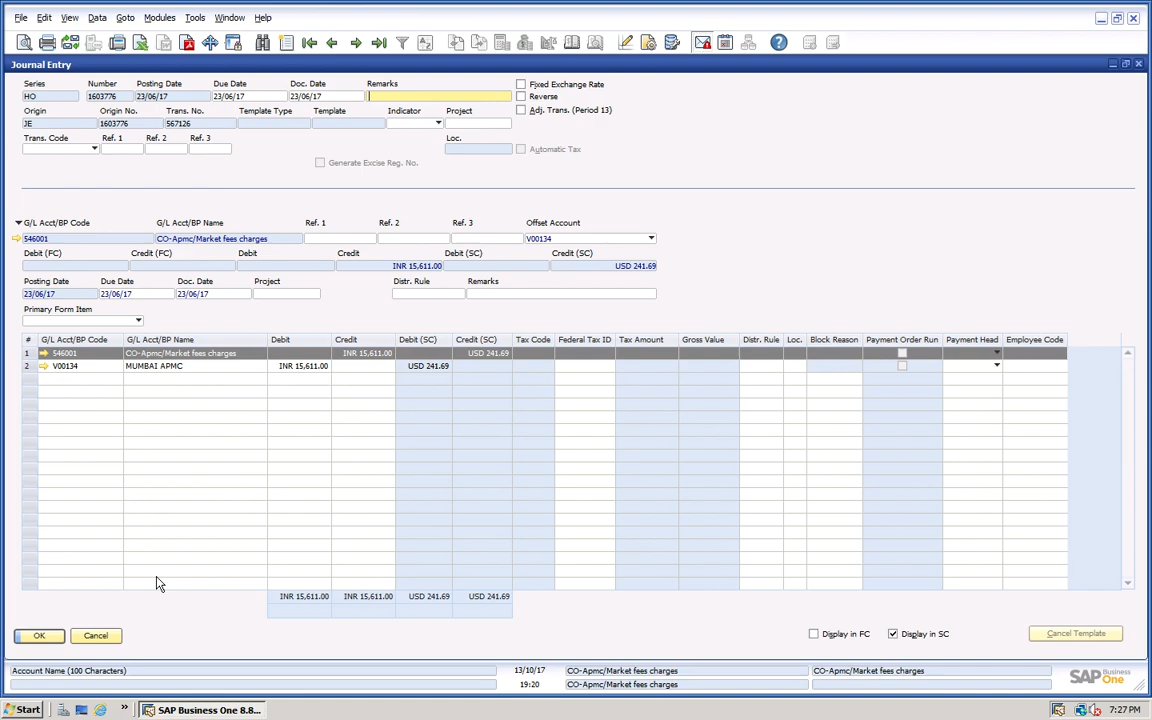 File Edit View Data Goto Modules Tools Window Help
Journal Entry
Series Number Posting Date Due Date Doc. Date Remarks Fixed Exchange Rate
HO 1603776 23/06/17 23/06/17 23/06/17 Reverse
Origin Origin No. Trans. No. Template Type Template Indicator Project Adj. Trans. (Period 13)
JE 1603776 567126
Trans. Code Ref. 1 Ref. 2 Ref. 3 Loc.
Automatic Tax
Generate Excise Reg. No.
G/L Acct/BP Code G/L Acct/BP Name Ref. 1 Ref. 2 Ref. 3 Offset Account
546001 CO-Apmc/Market fees charges V00134
Debit (FC) Credit (FC) Debit Credit Debit (SC) Credit (SC)
INR 15,611.00 USD 241.69
Posting Date Due Date Doc. Date Project Distr. Rule Remarks
23/06/17 23/06/17 23/06/17
Primary Form Item
# G/L Acct/BP Code G/L Acct/BP Name Debit Credit Debit (SC) Credit (SC) Tax Code Federal Tax ID Tax Amount Gross Value Distr. Rule Loc. Block Reason Payment Order Run Payment Head Employee Code
1 546001 CO-Apmc/Market fees charges INR 15,611.00 USD 241.69
2 V00134 MUMBAI APMC INR 15,611.00 USD 428.69
INR 15,611.00 INR 15,611.00 USD 241.69 USD 241.69
OK Cancel Display in FC Display in SC Cancel Template
Account Name (100 Characters) 13/10/17 CO-Apmc/Market fees charges CO-Apmc/Market fees charges
19:20 CO-Apmc/Market fees charges
SAP Business One
Start SAP Business One 8.8... 7:27 PM